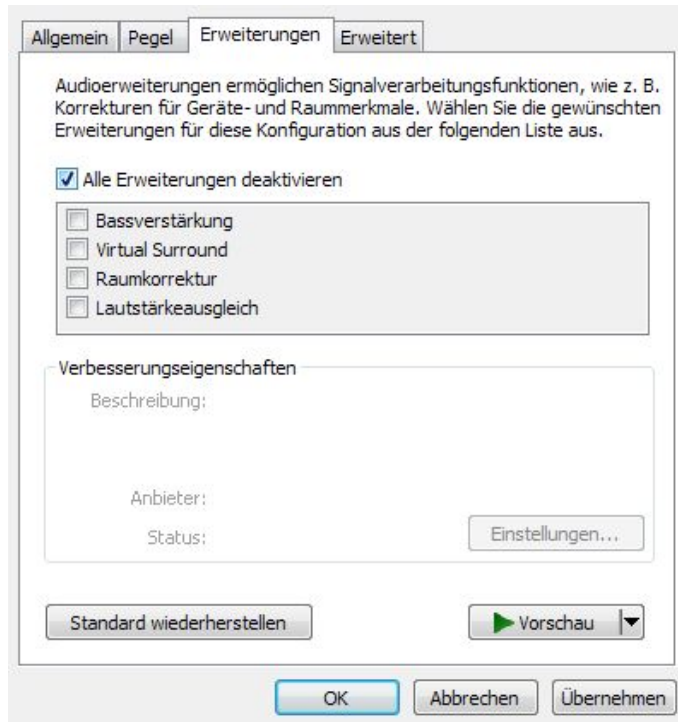 Allgemein Pegel Erweiterungen Erweitert
Audioerweiterungen ermöglichen Signalverarbeitungsfunktionen, wie z. B.
Korrekturen für Geräte- und Raummerkmale. Wählen Sie die gewünschten
Erweiterungen für diese Konfiguration aus der folgenden Liste aus.
Alle Erweiterungen deaktivieren
Bassverstärkung
Virtual Surround
Raumkorrektur
Lautstärkeausgleich
Verbesserungseigenschaften
Beschreibung:
Anbieter:
Status:
Einstellungen...
Standard wiederherstellen
Vorschau
OK Abbrechen Übernehmen